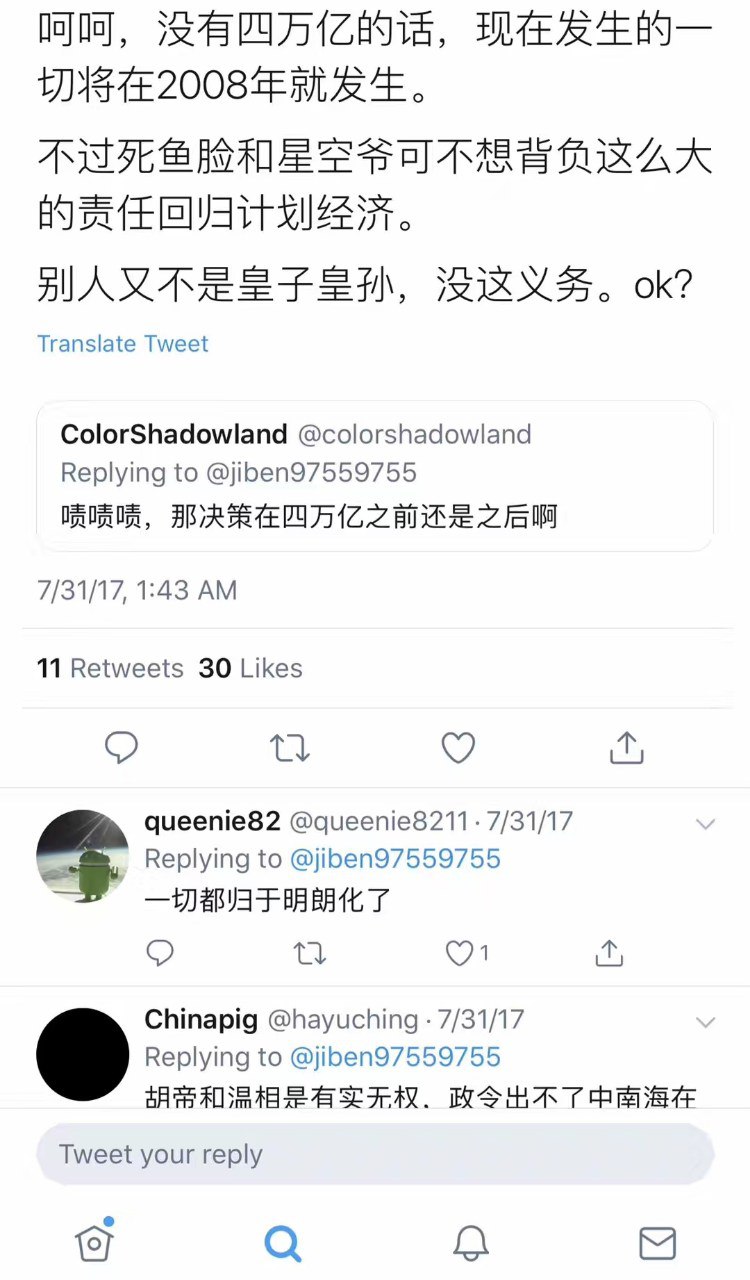 呵呵，没有四万亿的话，现在发生的一
切将在2008年就发生。
不过死鱼脸和星空爷可不想背负这么大
的责任回归计划经济。
别人又不是皇子皇孙，没这义务。ok?
Translate Tweet
ColorShadowland @colorshadowland
Replying to @jiben97559755
啧啧啧，那决策在四万亿之前还是之后啊
7/31/17, 1:43 AM
11 Retweets 30 Likes
queenie82 @queenie8211 · 7/31/17
Replying to @jiben97559755
一切都归于明朗化了
1
Chinapig @hayuching · 7/31/17
Replying to @jiben97559755
胡帝和温相是有实无权，政令出不了中南海在
Tweet your reply